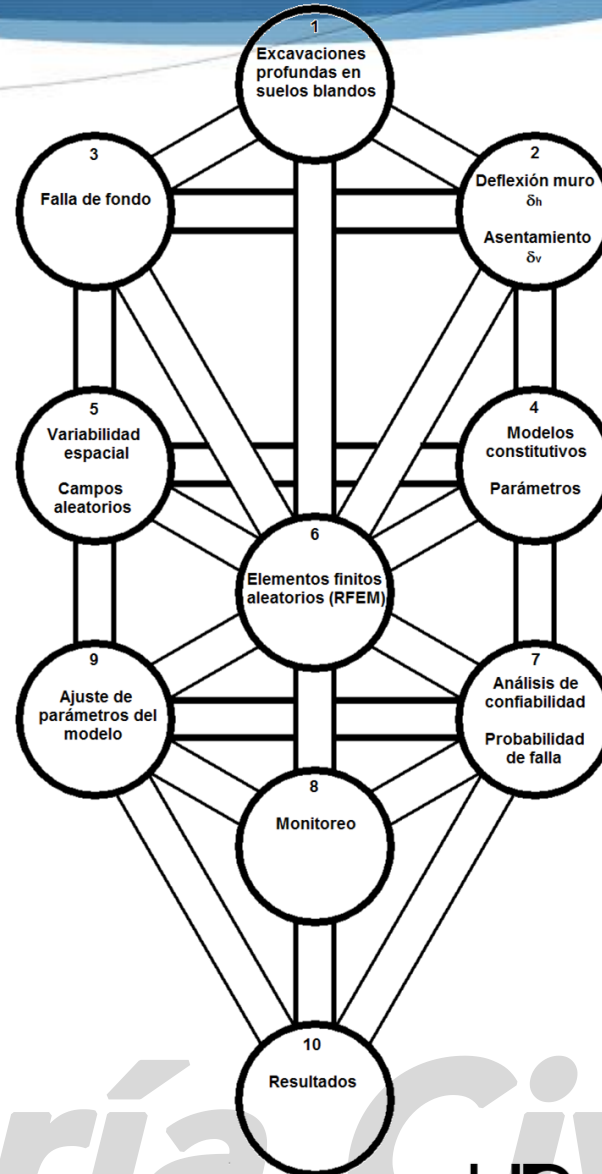 1
Excavaciones
profundas en
suelos blandos
3
Falla de fondo
2
Deflexión muro
δh
Asentamiento
δv
5
Variabilidad
espacial
Campos
aleatorios
4
Modelos
constitutivos
Parámetros
6
Elementos finitos
aleatorios (RFEM)
9
Ajuste de
parámetros del
modelo
7
Análisis de
confiabilidad
Probabilidad
de falla
8
Monitoreo
10
Resultados
ría Civ